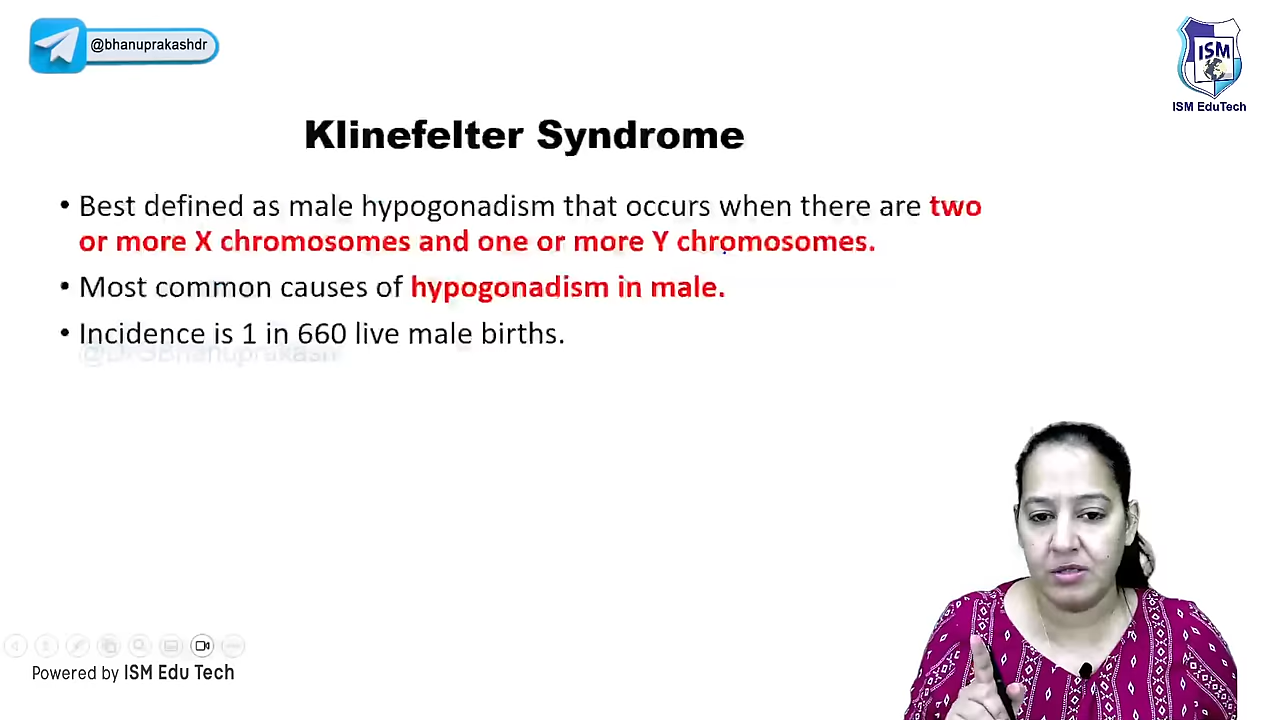 @bhanuprakashdr
ISM
ISM EduTech
Klinefelter Syndrome
• Best defined as male hypogonadism that occurs when there are two
or more X chromosomes and one or more Y chromosomes.
• Most common causes of hypogonadism in male.
• Incidence is 1 in 660 live male births.
@DrGBhanuprakash
Powered by ISM Edu Tech